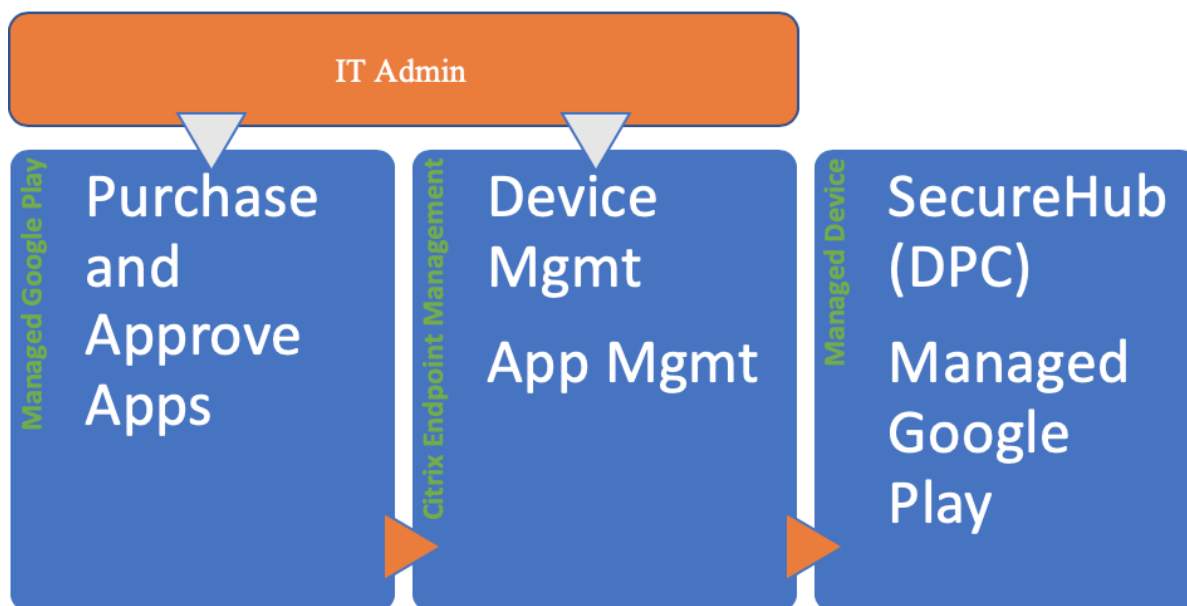 IT Admin
Managed Google Play
Purchase
and
Approve
Apps
Citrix Endpoint Management
Device
Mgmt
App Mgmt
Managed Device
SecureHub
(DPC)
Managed
Google
Play